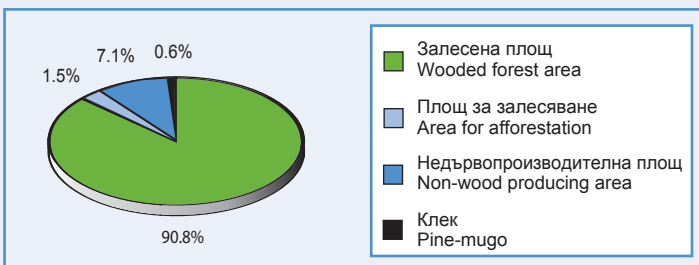 7.1% 0.6%
1.5%
90.8%
Залесена площ
Wooded forest area
Площ за залесяване
Area for afforestation
Недървопроизводителна площ
Non-wood producing area
Клек
Pine-mugo